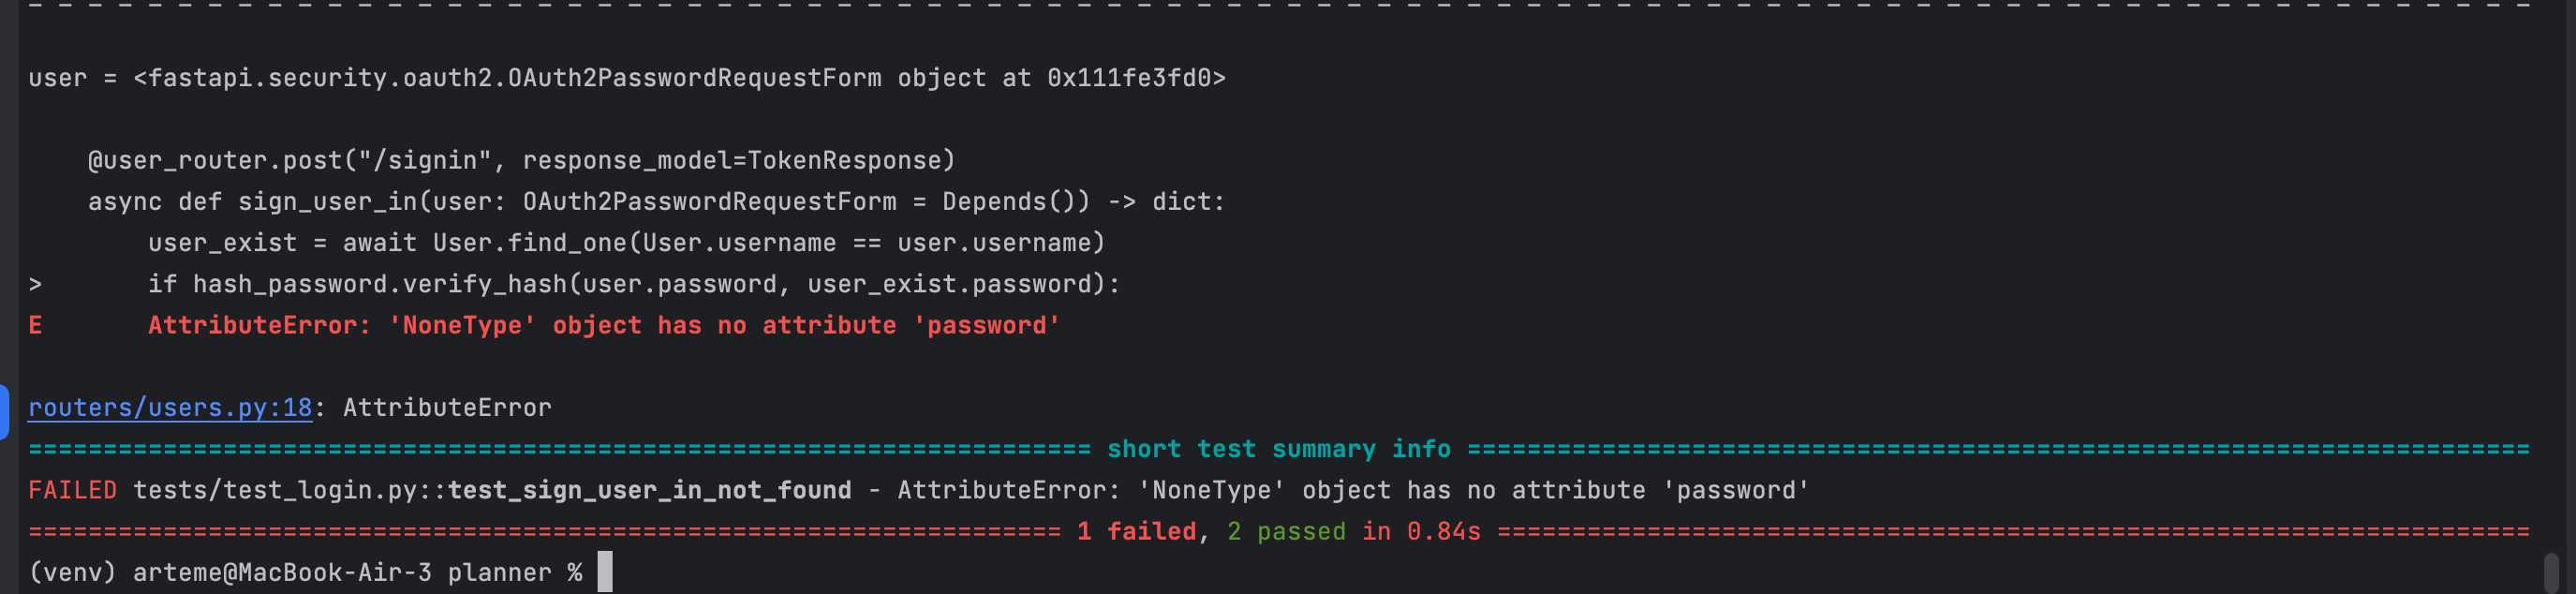 user = <fastapi.security.oauth2.OAuth2PasswordRequestForm object at 0x111fe3fd0>
    @user_router.post("/signin", response_model=TokenResponse)
    async def sign_user_in(user: OAuth2PasswordRequestForm = Depends()) -> dict:
        user_exist = await User.find_one(User.username == user.username)
>       if hash_password.verify_hash(user.password, user_exist.password):
E       AttributeError: 'NoneType' object has no attribute 'password'
routers/users.py:18: AttributeError
======================================================================= short test summary info =======================================================================
FAILED tests/test_login.py::test_sign_user_in_not_found - AttributeError: 'NoneType' object has no attribute 'password'
===================================================================== 1 failed, 2 passed in 0.84s =====================================================================
(venv) arteme@MacBook-Air-3 planner %